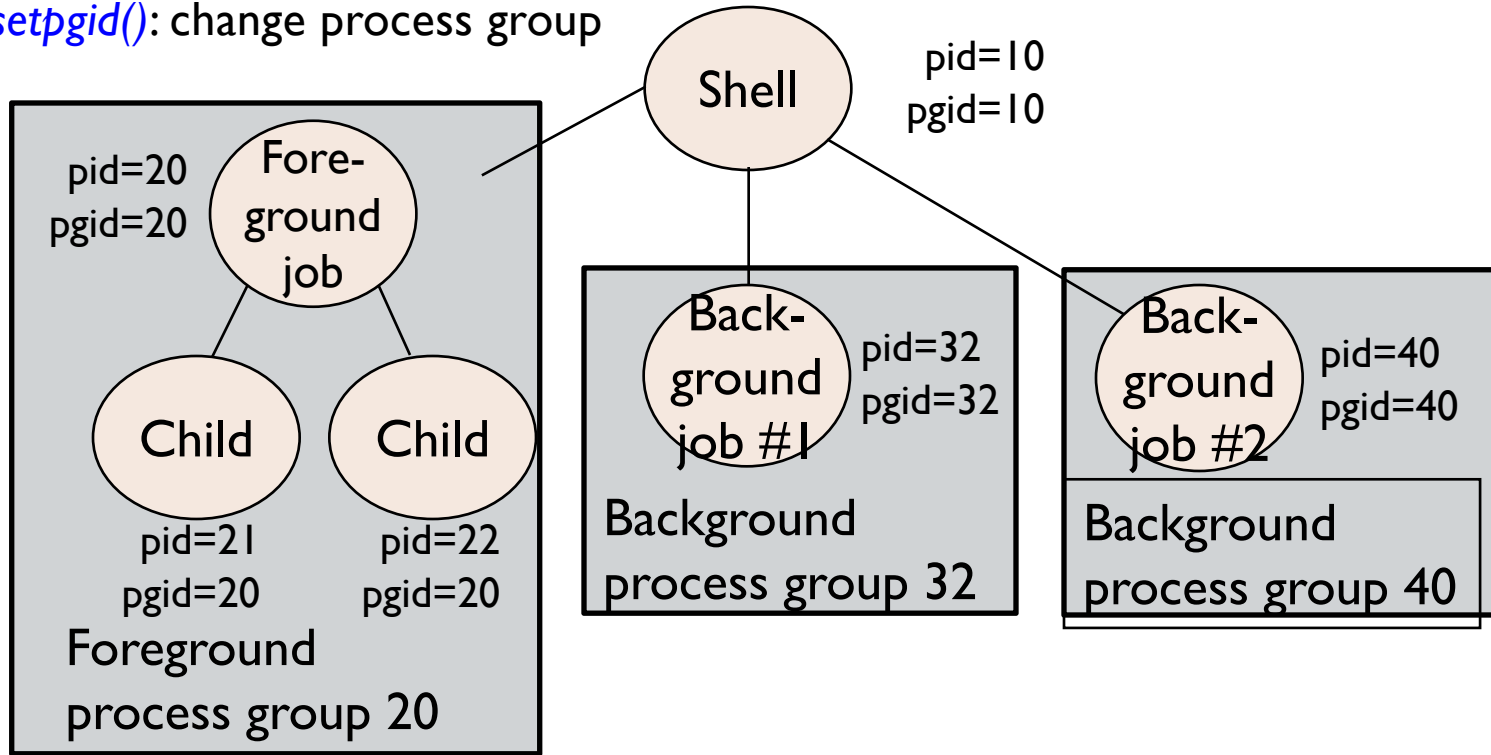 setpgid(): change process group
Shell
pid=10
pgid=10
pid=20
pgid=20
Fore-
ground
job
Child
Child
pid=21
pgid=20
pid=22
pgid=20
Foreground
process group 20
Back-
ground
job #1
pid=32
pgid=32
Background
process group 32
Back-
ground
job #2
pid=40
pgid=40
Background
process group 40